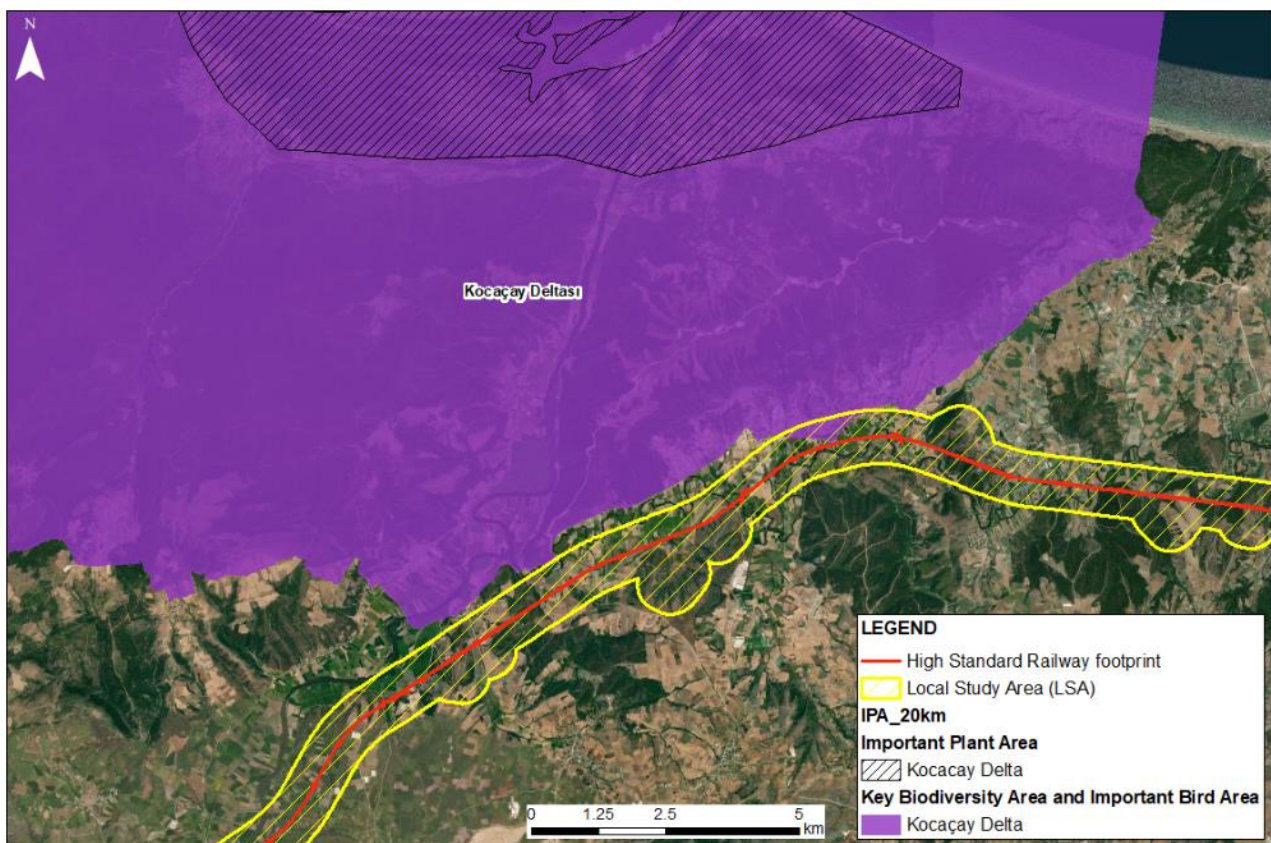 N
Kocaçay Deltası
LEGEND
High Standard Railway footprint
Local Study Area (LSA)
IPA_20km
Important Plant Area
Kocacay Delta
Key Biodiversity Area and Important Bird Area
Kocaçay Delta
0 1.25 2.5 5
km